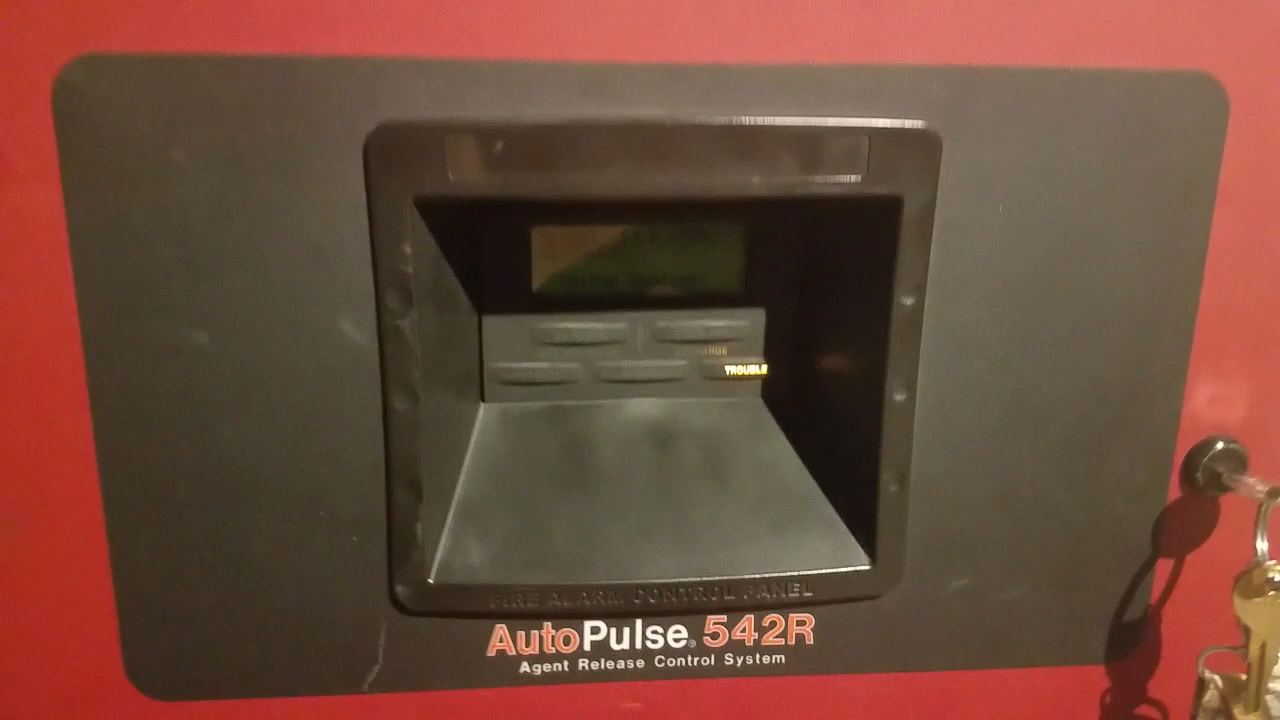 TROUBLE
FIRE ALARM CONTROL PANEL
AutoPulse® 542R
Agent Release Control System